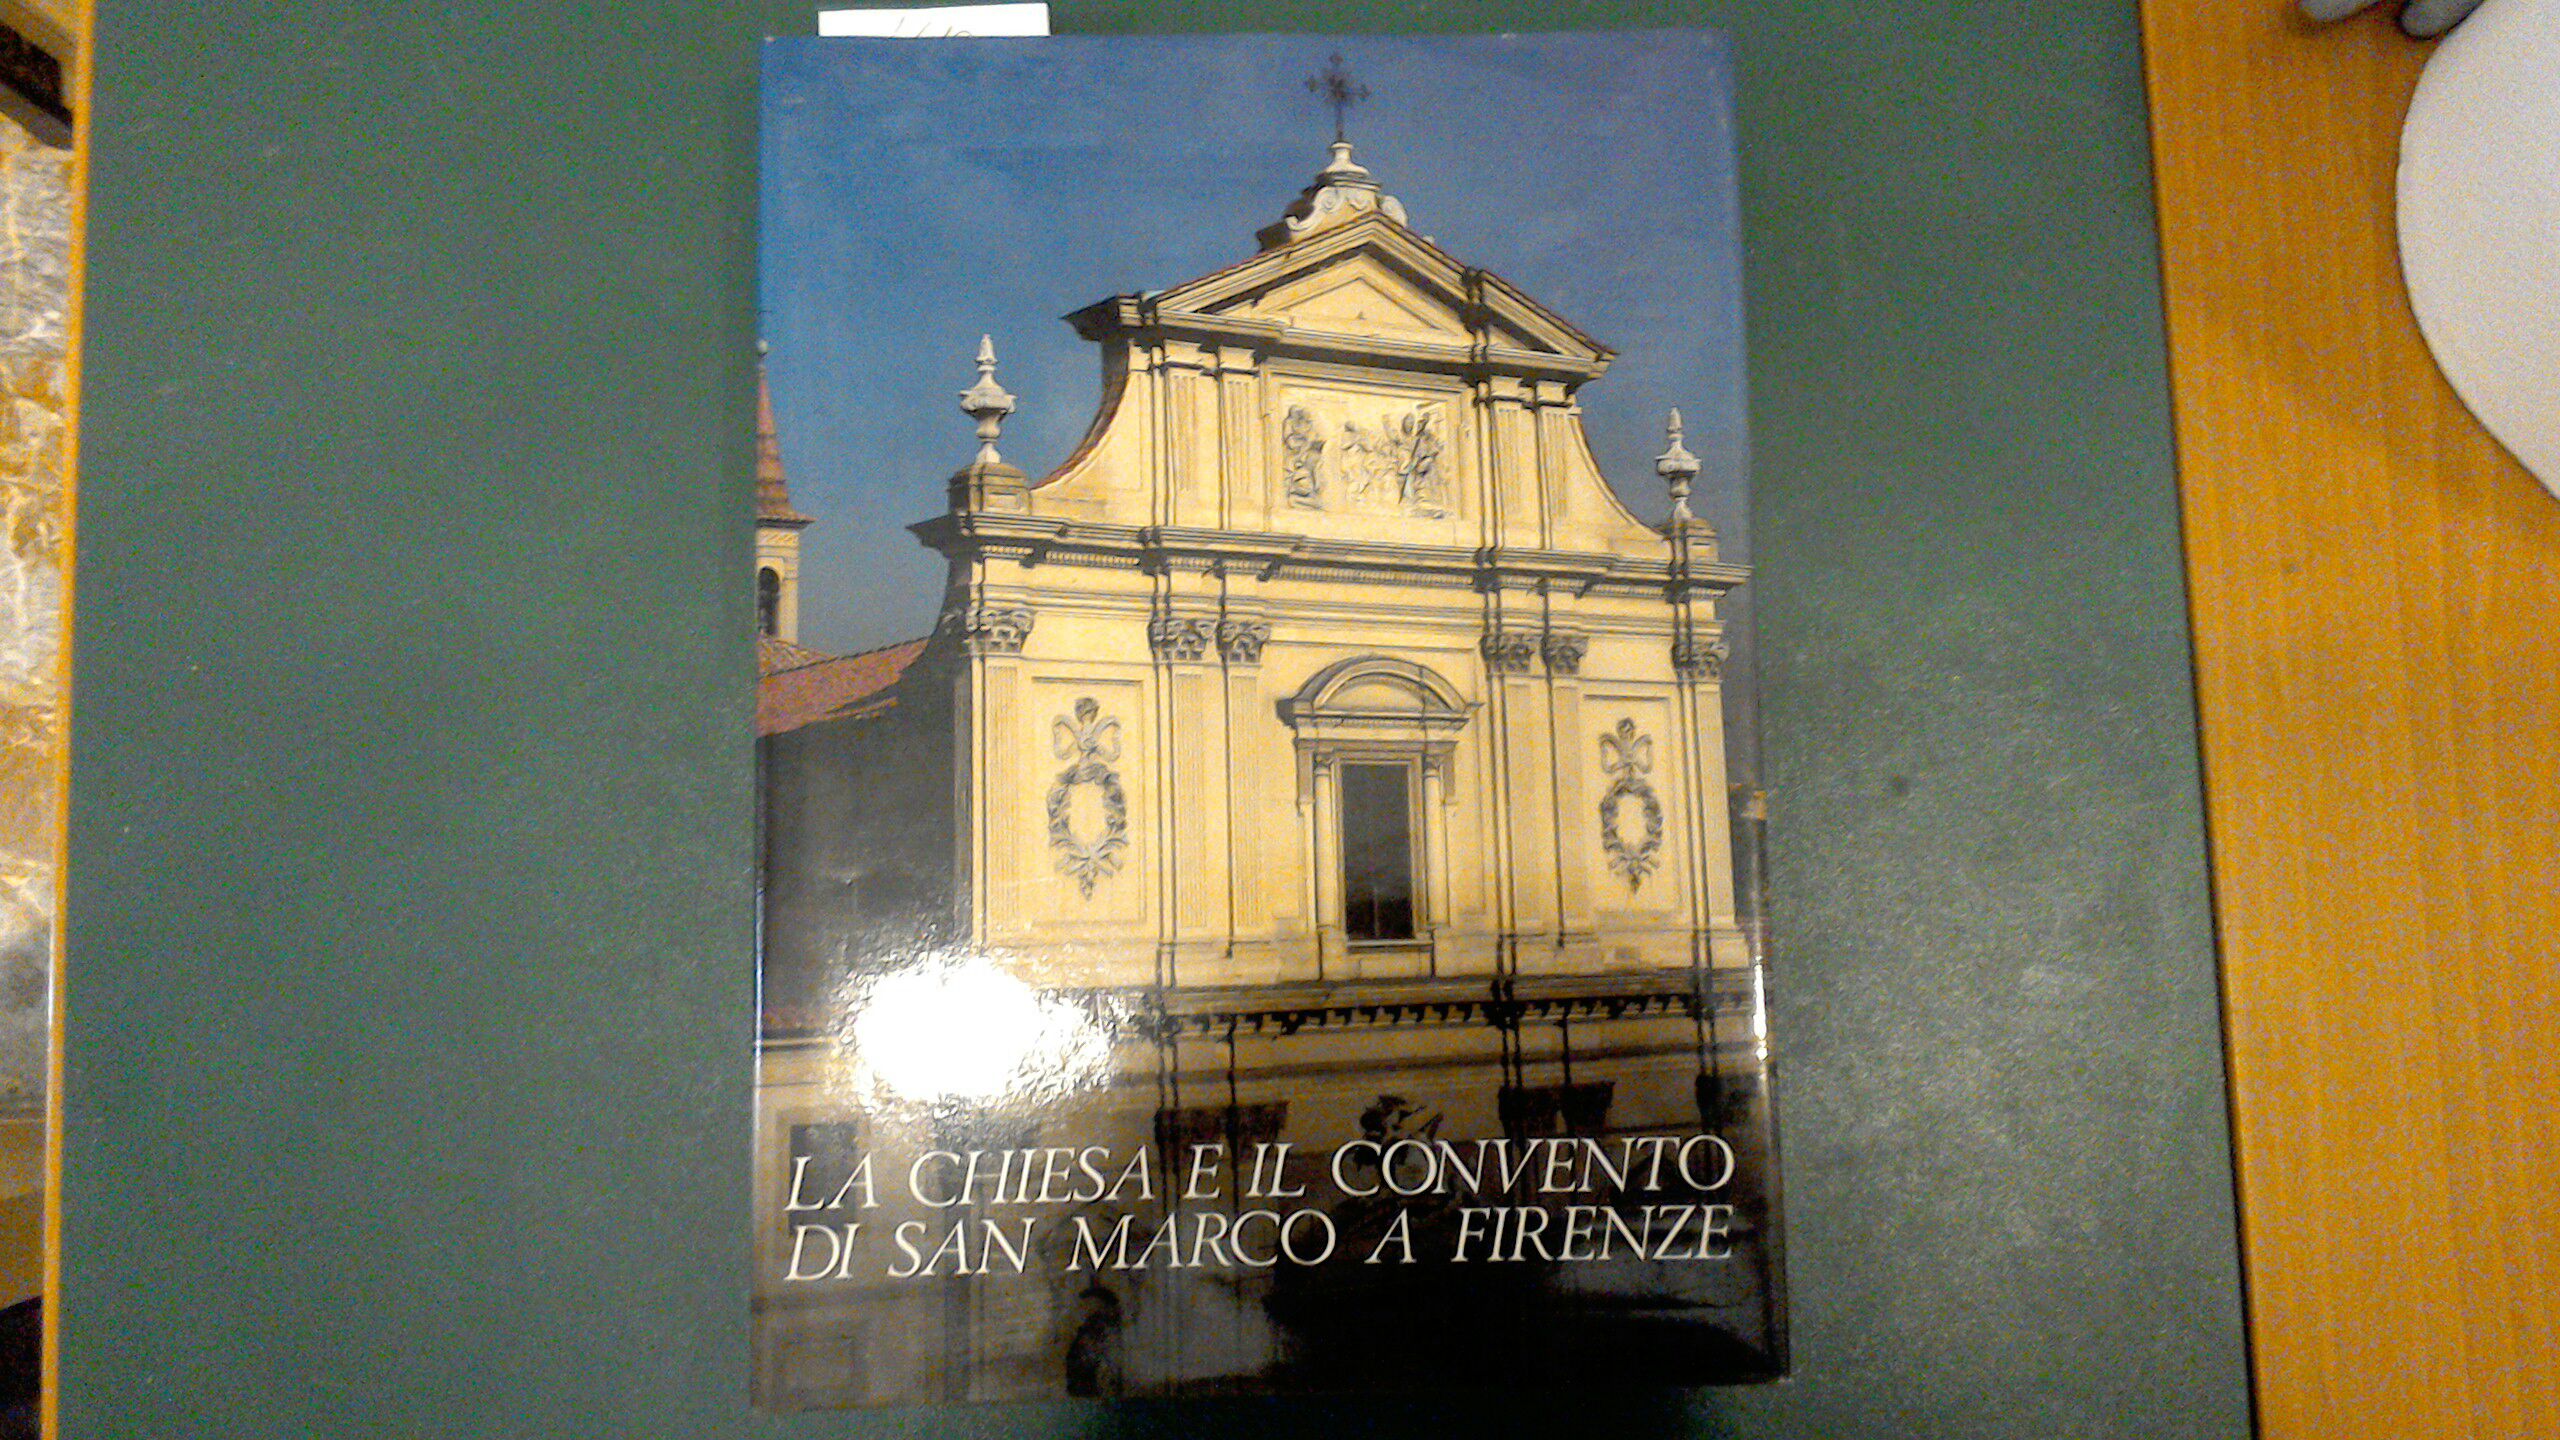 LA CHIESA E IL CONVENTO
DI SAN MARCO A FIRENZE